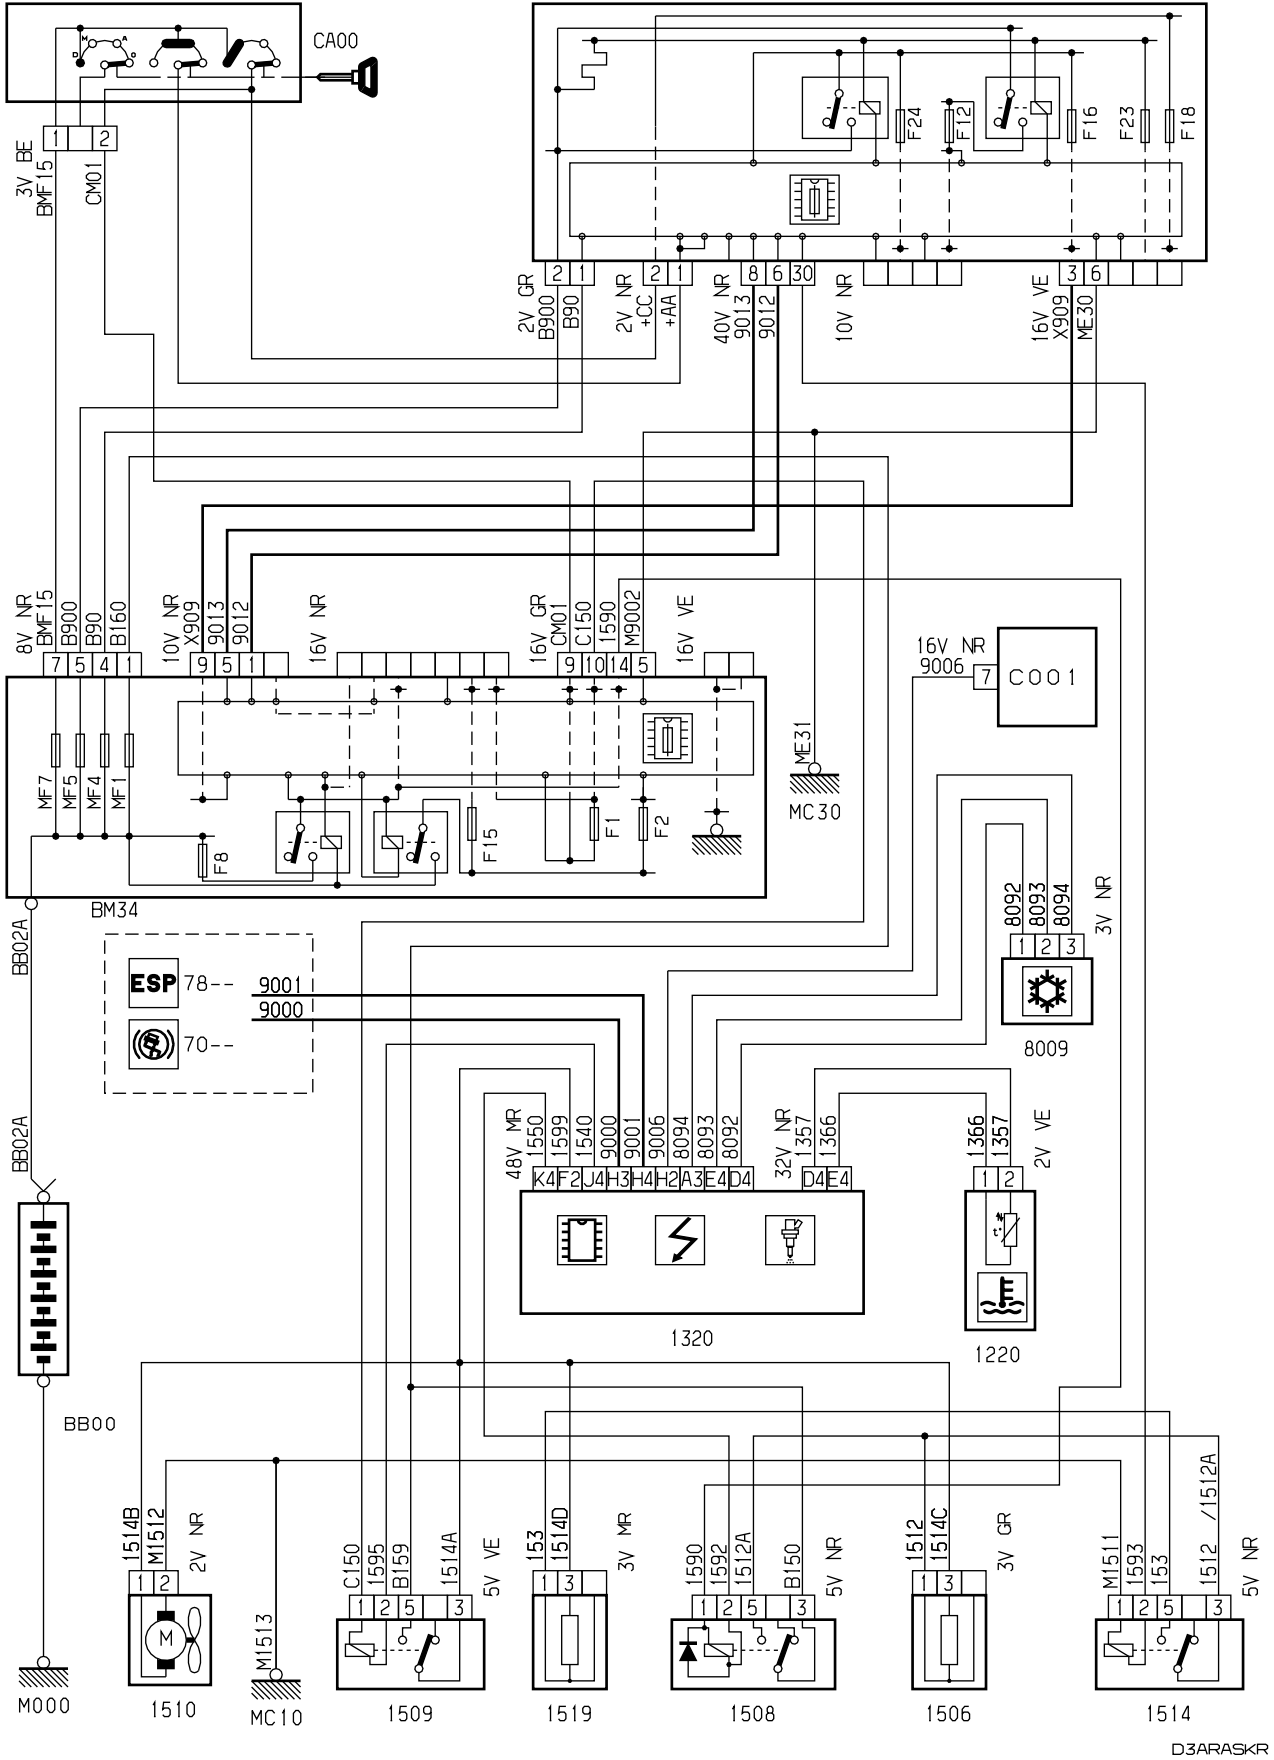 CA00
M
A
D
O
1
2
3V BE
BMF15
CM01
F24
F12
F16
F23
F18
2
1
2
1
8
6
30
3
6
2V GR
B900
B90
2V NR
+CC
+AA
40V NR
9013
9012
10V NR
16V VE
X909
ME30
8V NR
BMF15
B900
B90
B160
10V NR
X909
9013
9012
16V NR
16V GR
CM01
C150
1590
M9002
16V VE
7
5
4
1
9
5
1
9
10
14
5
MF7
MF5
MF4
MF1
F8
F15
F1
F2
BM34
ME31
MC30
16V NR
9006
7
C001
8092
8093
8094
3V NR
1
2
3
8009
BB02A
ESP
78--
70--
9001
9000
BB02A
48V MR
1550
1599
1540
9000
9001
9006
8094
8093
8092
32V NR
1357
1366
K4
F2
J4
H3
H4
H2
A3
E4
D4
D4
E4
1320
1366
1357
2V VE
1
2
t°
1220
BB00
M000
1514B
M1512
2V NR
1
2
M
1510
M1513
MC10
C150
1595
B159
1514A
5V VE
1
2
5
3
1509
153
1514D
3V MR
1
3
1519
1590
1592
1512A
B150
5V NR
1
2
5
3
1508
1512
1514C
3V GR
1
3
1506
M1511
1593
153
1512 /1512A
5V NR
1
2
5
3
1514
D3ARASKR